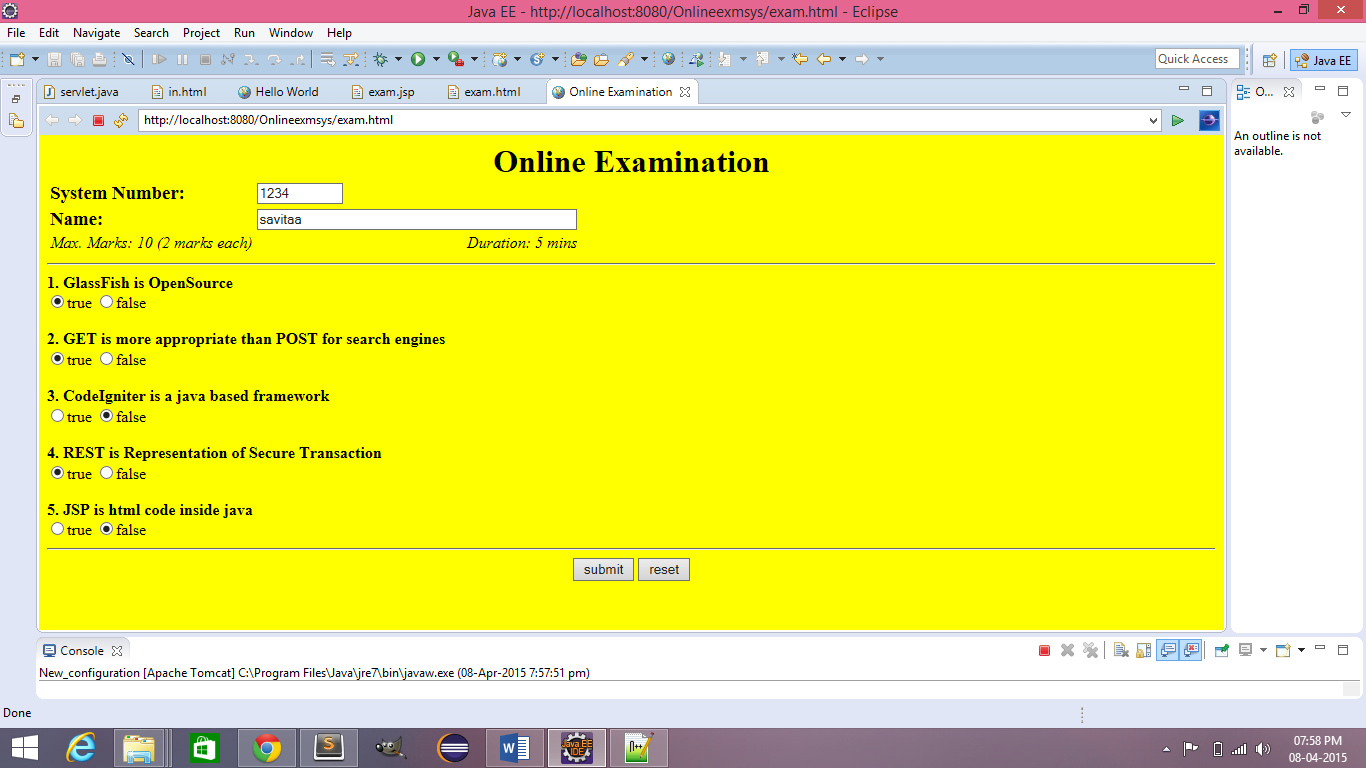 Java EE - http://localhost:8080/Onlineexmsys/exam.html - Eclipse
File Edit Navigate Search Project Run Window Help
Quick Access Java EE
servlet.java in.html Hello World exam.jsp exam.html Online Examination O...
http://localhost:8080/Onlineexmsys/exam.html
An outline is not
available.
Online Examination
System Number: 1234
Name: savitaa
Max. Marks: 10 (2 marks each) Duration: 5 mins
1. GlassFish is OpenSource
true false
2. GET is more appropriate than POST for search engines
true false
3. CodeIgniter is a java based framework
true false
4. REST is Representation of Secure Transaction
true false
5. JSP is html code inside java
true false
submit reset
Console
New_configuration [Apache Tomcat] C:\Program Files\Java\jre7\bin\javaw.exe (08-Apr-2015 7:57:51 pm)
Done
Java EE
IDE
07:58 PM
08-04-2015